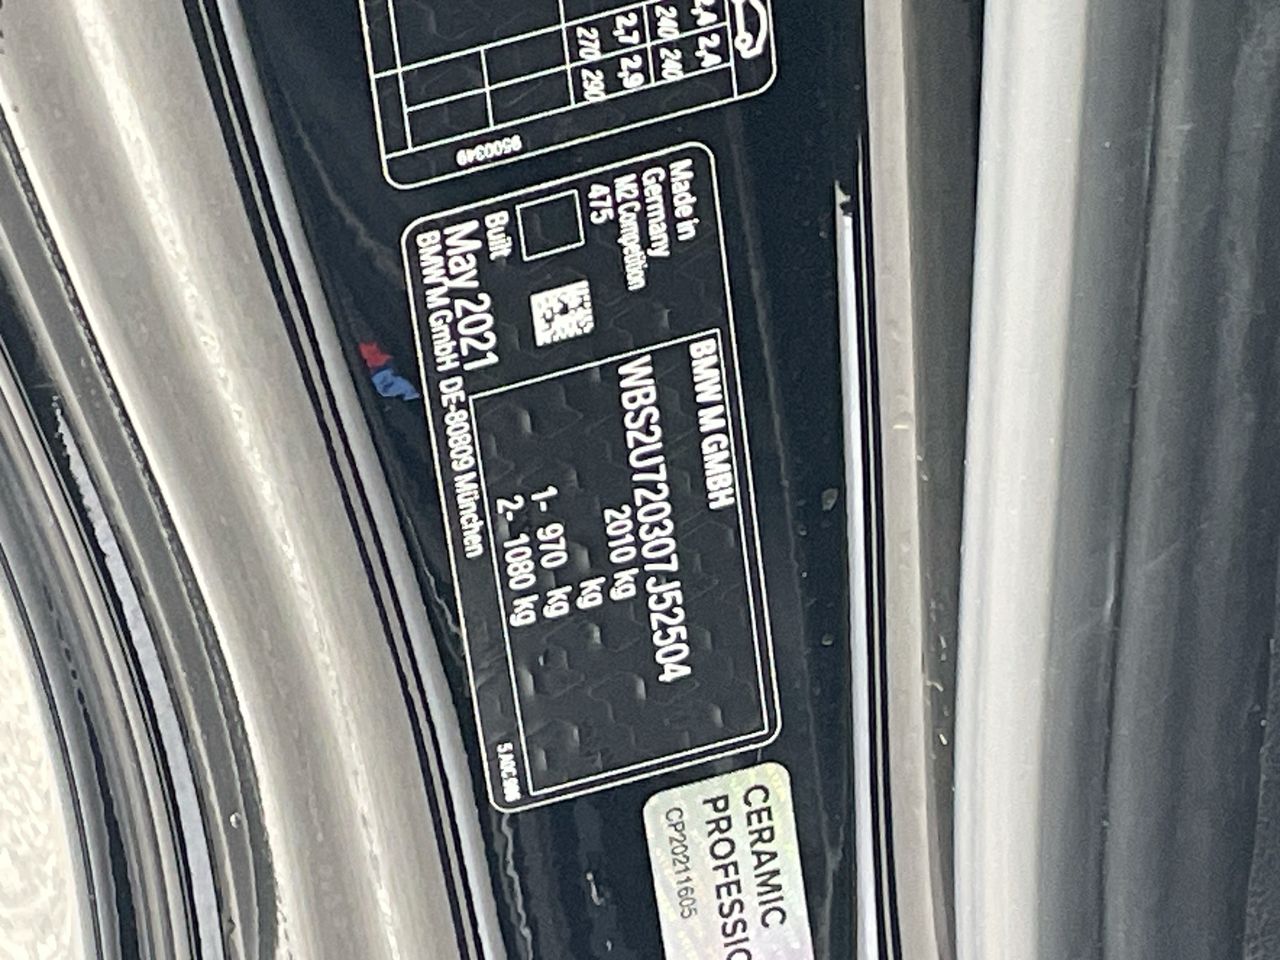 2,4 2,4
240 240
2,7 2,9
270 290
9500349
Made in
Germany
M2 Competition
475
Built
May 2021
BMW M GmbH DE-80809 München
BMW M GMBH
WBS2U720307J52504
2010 kg
kg
1- 970 kg
2- 1080 kg
CERAMIC
PROFESSIO
CP20211605